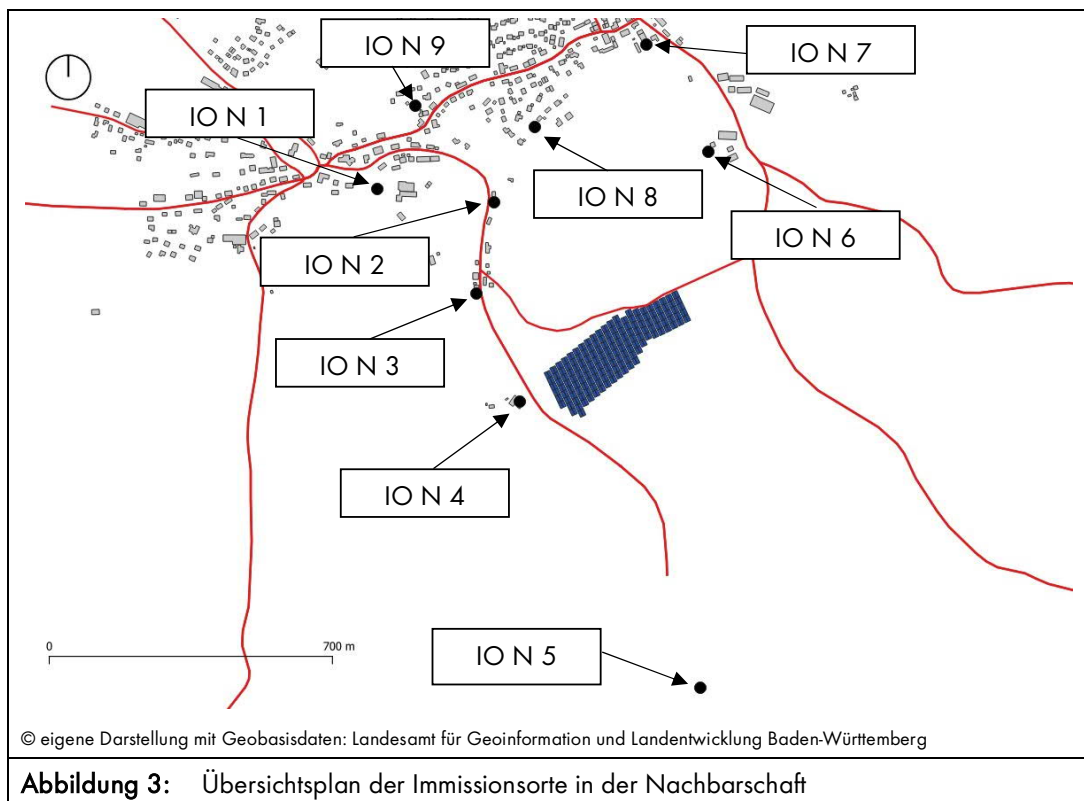 IO N 9
IO N 7
IO N 1
IO N 8
IO N 6
IO N 2
IO N 3
IO N 4
0 700 m
IO N 5
© eigene Darstellung mit Geobasisdaten: Landesamt für Geoinformation und Landentwicklung Baden-Württemberg
Abbildung 3: Übersichtsplan der Immissionsorte in der Nachbarschaft